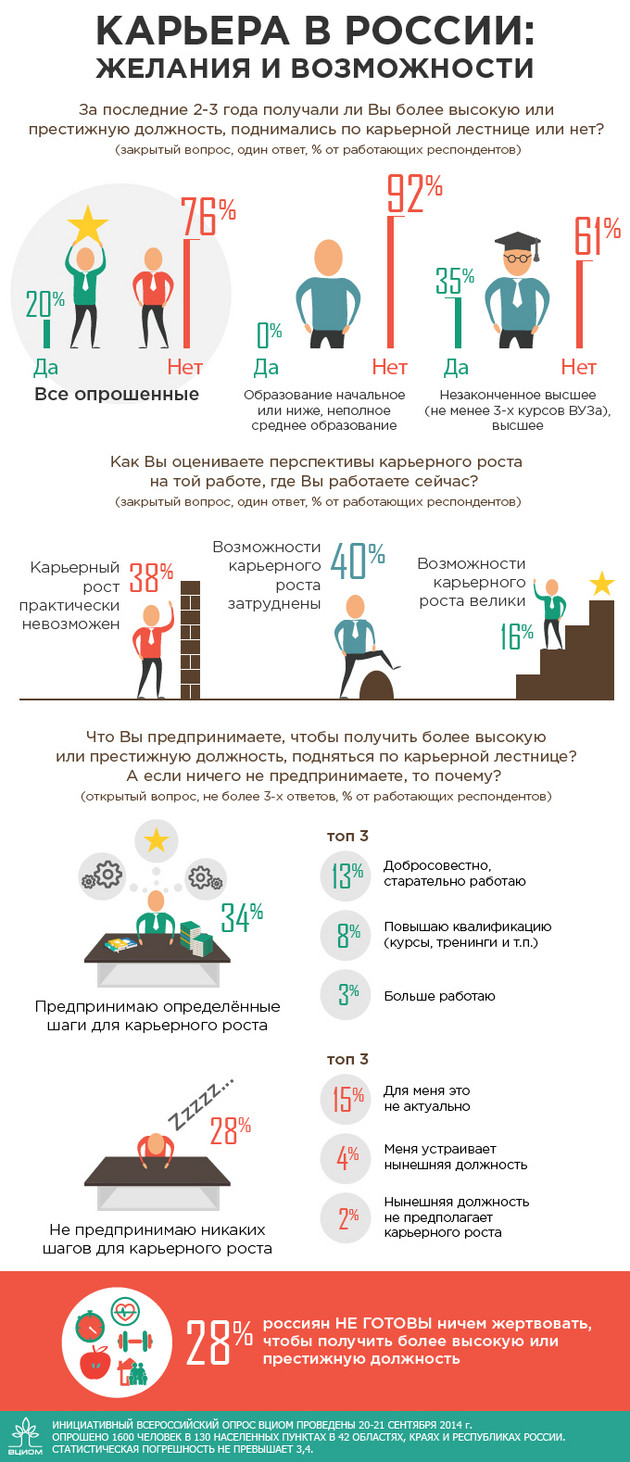 КАРЬЕРА В РОССИИ:
ЖЕЛАНИЯ И ВОЗМОЖНОСТИ
За последние 2-3 года получали ли Вы более высокую или
престижную должность, поднимались по карьерной лестнице или нет?
(закрытый вопрос, один ответ, % от работающих респондентов)
20%
Да
76%
Нет
Все опрошенные
0%
Да
92%
Нет
Образование начальное
или ниже, неполное
среднее образование
35%
Да
61%
Нет
Незаконченное высшее
(не менее 3-х курсов ВУЗа),
высшее
Как Вы оцениваете перспективы карьерного роста
на той работе, где Вы работаете сейчас?
(закрытый вопрос, один ответ, % от работающих респондентов)
Карьерный
рост
практически
невозможен
38%
Возможности
карьерного
роста
затруднены
40%
Возможности
карьерного
роста велики
16%
Что Вы предпринимаете, чтобы получить более высокую
или престижную должность, подняться по карьерной лестнице?
А если ничего не предпринимаете, то почему?
(открытый вопрос, не более 3-х ответов, % от работающих респондентов)
34%
Предпринимаю определённые
шаги для карьерного роста
топ 3
13% Добросовестно,
старательно работаю
8% Повышаю квалификацию
(курсы, тренинги и т.п.)
3% Больше работаю
Zzzzz...
28%
Не предпринимаю никаких
шагов для карьерного роста
топ 3
15% Для меня это
не актуально
4% Меня устраивает
нынешняя должность
2% Нынешняя должность
не предполагает
карьерного роста
28% россиян НЕ ГОТОВЫ ничем жертвовать,
чтобы получить более высокую или
престижную должность
ВЦИОМ
ИНИЦИАТИВНЫЙ ВСЕРОССИЙСКИЙ ОПРОС ВЦИОМ ПРОВЕДЕНЫ 20-21 СЕНТЯБРЯ 2014 г.
ОПРОШЕНО 1600 ЧЕЛОВЕК В 130 НАСЕЛЕННЫХ ПУНКТАХ В 42 ОБЛАСТЯХ, КРАЯХ И РЕСПУБЛИКАХ РОССИИ.
СТАТИСТИЧЕСКАЯ ПОГРЕШНОСТЬ НЕ ПРЕВЫШАЕТ 3,4.